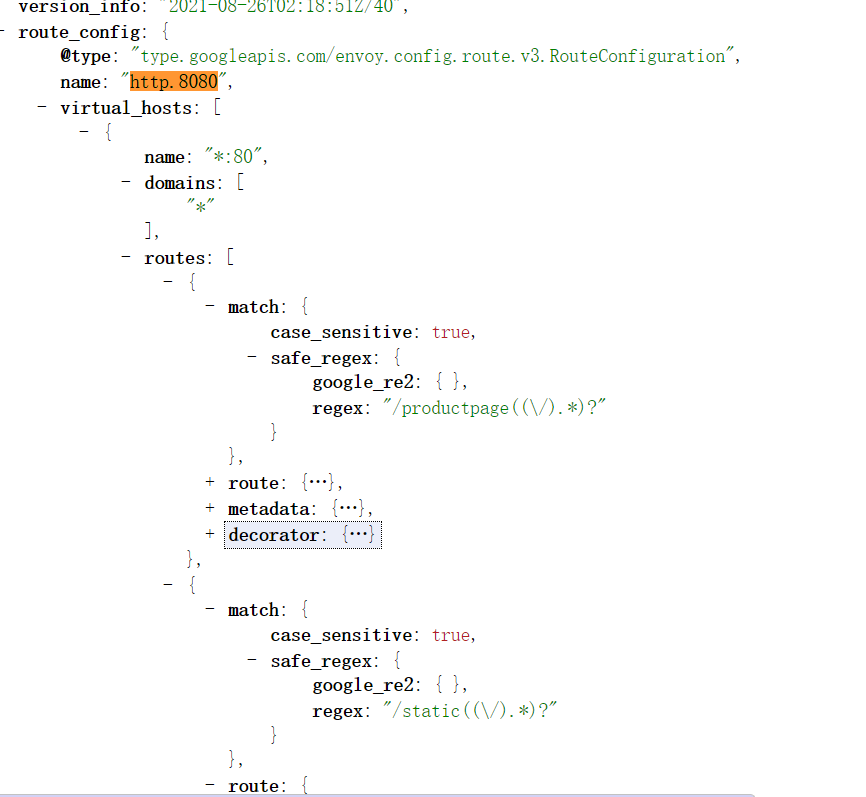 version_info: "2021-08-26T02:18:51Z/40",
- route_config: {
@type: "type.googleapis.com/envoy.config.route.v3.RouteConfiguration",
name: "http.8080",
- virtual_hosts: [
- {
name: "*:80",
- domains: [
"*"
],
- routes: [
- {
- match: {
case_sensitive: true,
- safe_regex: {
google_re2: { },
regex: "/productpage((\/).*)?"
}
},
+ route: {…},
+ metadata: {…},
+ decorator: {…}
},
- {
- match: {
case_sensitive: true,
- safe_regex: {
google_re2: { },
regex: "/static((\/).*)?"
}
},
- route: {